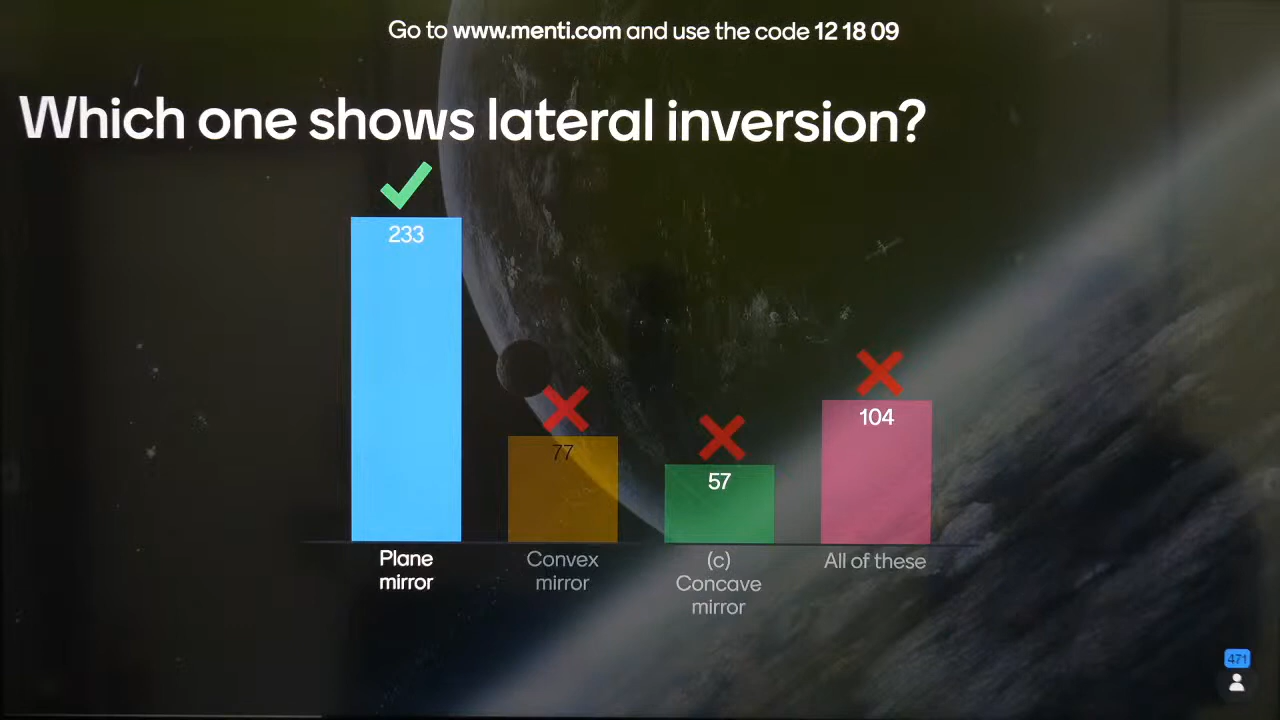 Go to www.menti.com and use the code 12 18 09
Which one shows lateral inversion?
233
77
57
104
Plane
mirror
Convex
mirror
(c)
Concave
mirror
All of these
471